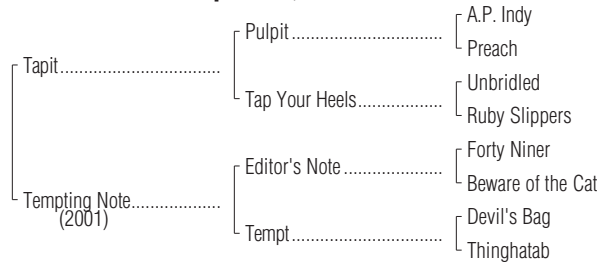 A.P. Indy
Pulpit
Preach
Tapit
Unbridled
Tap Your Heels
Ruby Slippers
Forty Niner
Editor's Note
Beware of the Cat
Tempting Note
(2001)
Devil's Bag
Tempt
Thinghatab